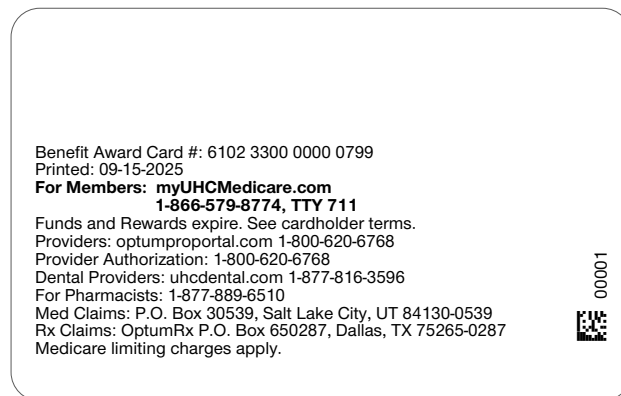 Benefit Award Card #: 6102 3300 0000 0799
Printed: 09-15-2025
For Members: myUHCMedicare.com
1-866-579-8774, TTY 711
Funds and Rewards expire. See cardholder terms.
Providers: optumproportal.com 1-800-620-6768
Provider Authorization: 1-800-620-6768
Dental Providers: uhcdental.com 1-877-816-3596
For Pharmacists: 1-877-889-6510
Med Claims: P.O. Box 30539, Salt Lake City, UT 84130-0539
Rx Claims: OptumRx P.O. Box 650287, Dallas, TX 75265-0287
Medicare limiting charges apply.
00001